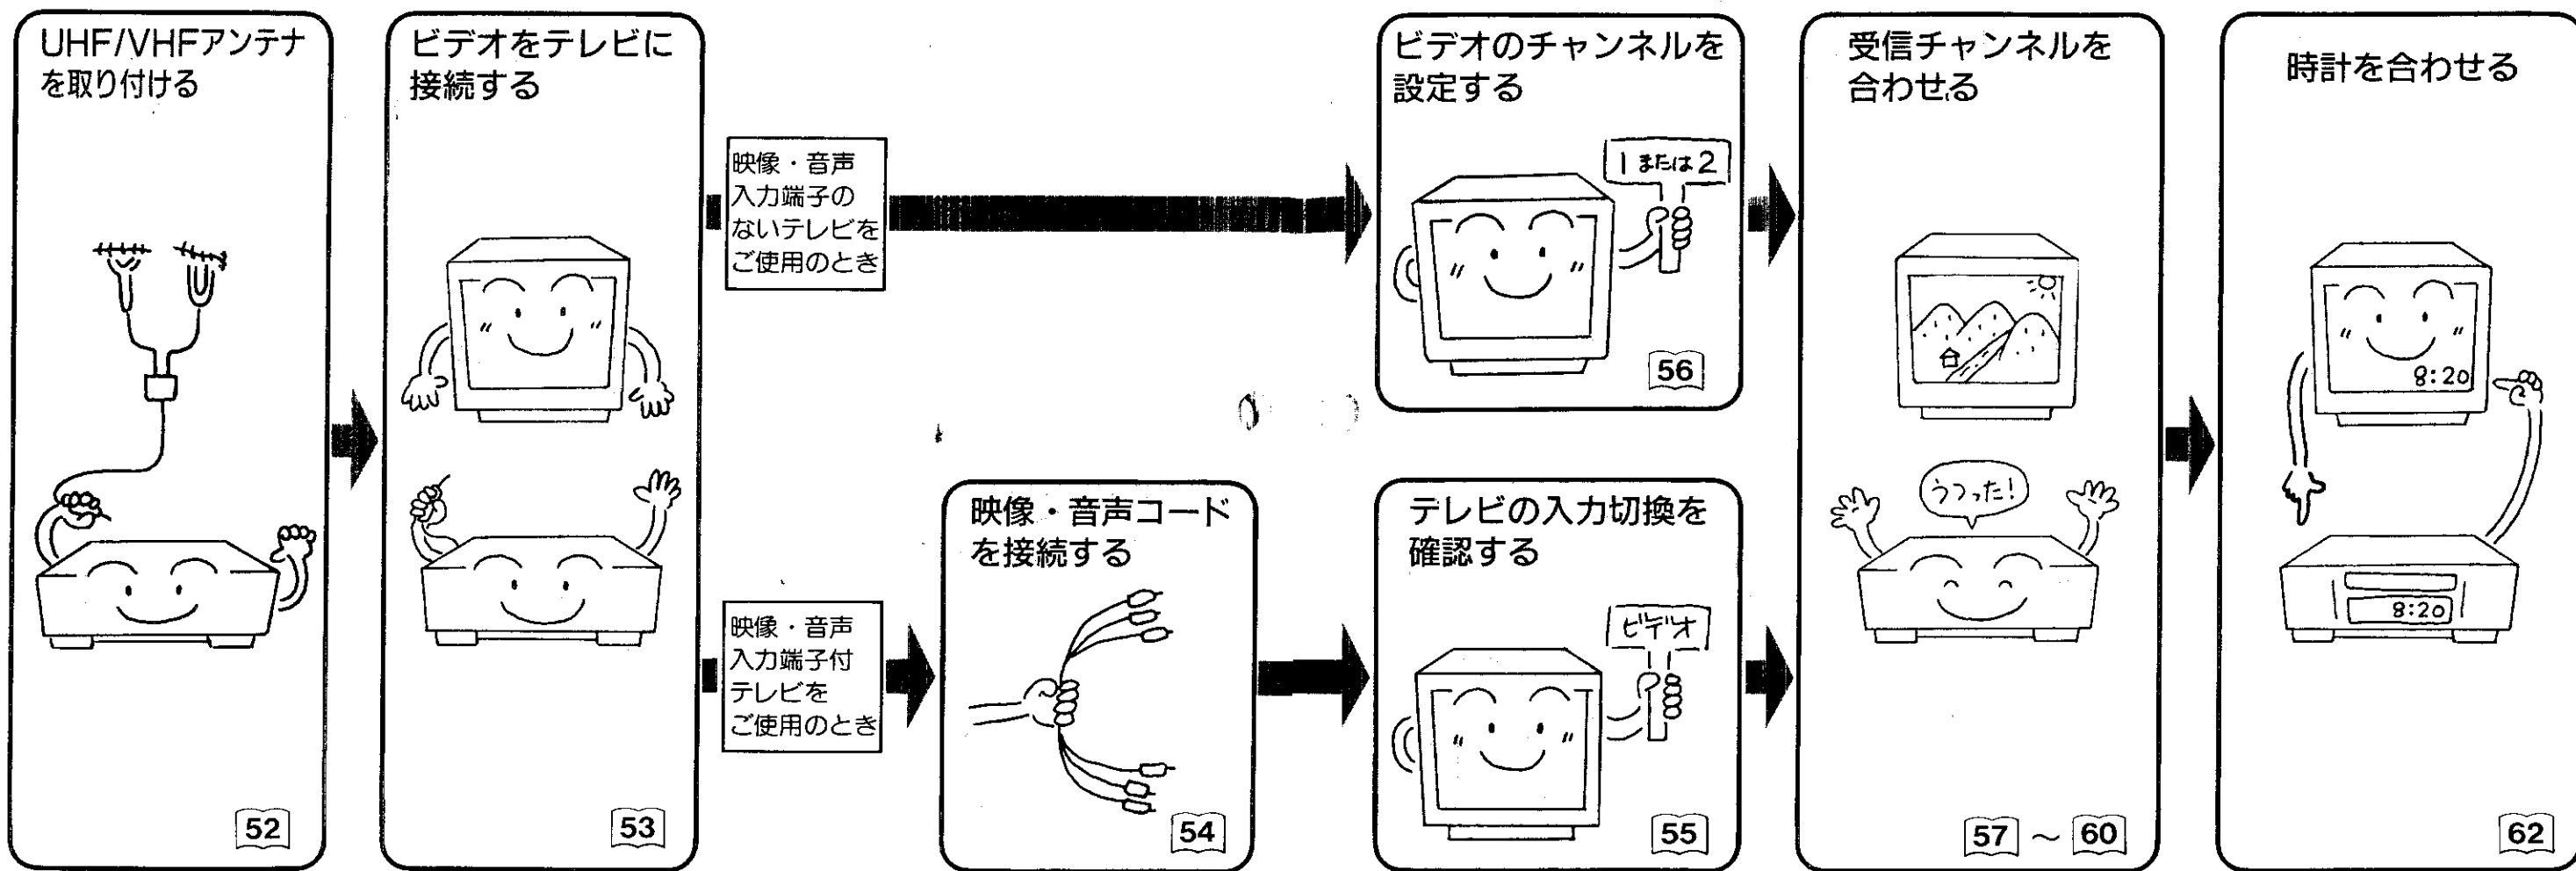 UHF/VHFアンテナ
を取り付ける
52
ビデオをテレビに
接続する
53
映像・音声
入力端子の
ないテレビを
ご使用のとき
ビデオのチャンネルを
設定する
1または2
56
映像・音声
入力端子付
テレビを
ご使用のとき
映像・音声コード
を接続する
54
テレビの入力切換を
確認する
ビデオ
55
受信チャンネルを
合わせる
うつった!
57 ～ 60
時計を合わせる
8:20
8:20
62